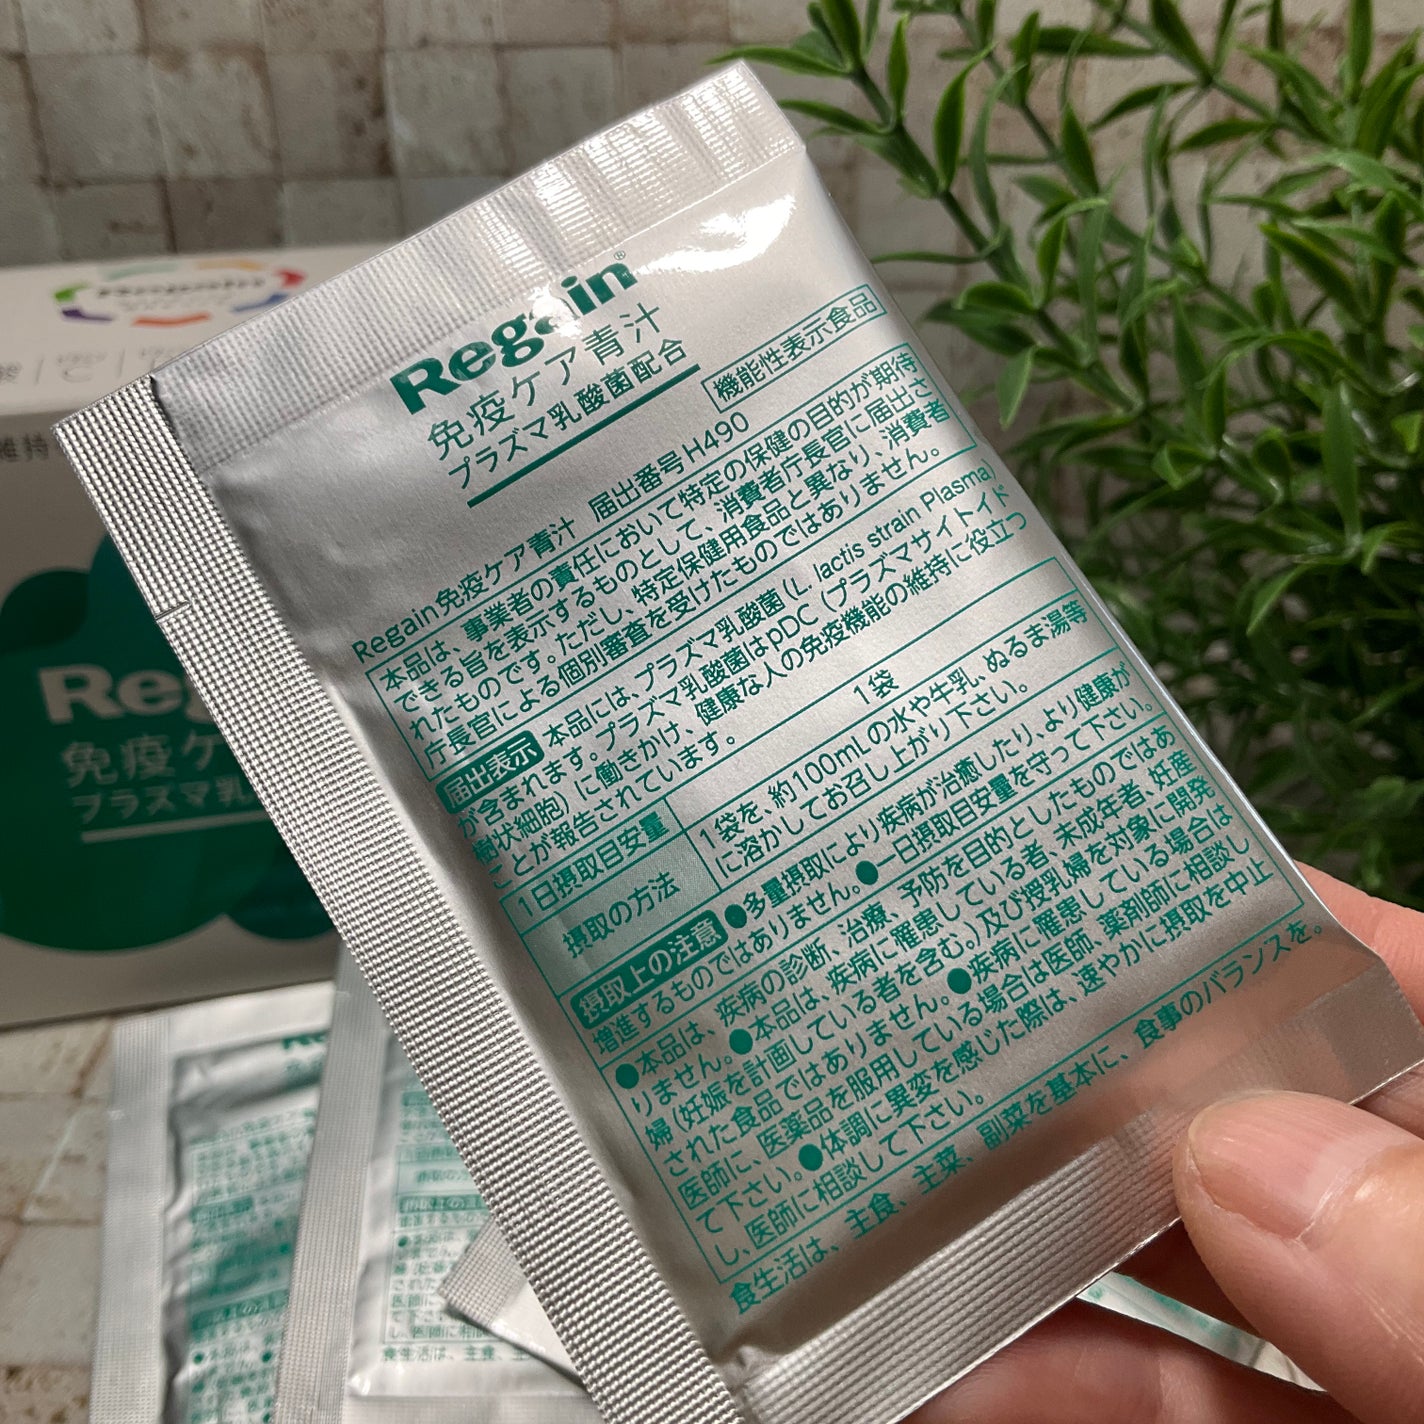 Regain®
免疫ケア青汁
プラズマ乳酸菌配合
機能性表示食品
Regain免疫ケア青汁 届出番号H490
本品は、事業者の責任において特定の保健の目的が期待
できる旨を表示するものとして、消費者庁長官に届出さ
れたものです。ただし、特定保健用食品と異なり、消費者
庁長官による個別審査を受けたものではありません。
届出表示 本品には、プラズマ乳酸菌(L. lactis strain Plasma)
が含まれます。プラズマ乳酸菌はpDC(プラズマサイトイド
樹状細胞)に働きかけ、健康な人の免疫機能の維持に役立つ
ことが報告されています。
1日摂取目安量 1袋
摂取の方法 1袋を、約100mLの水や牛乳、ぬるま湯等
に溶かしてお召し上がり下さい。
摂取上の注意 ●多量摂取により疾病が治癒したり、より健康が
増進するものではありません。●一日摂取目安量を守って下さい。
●本品は、疾病の診断、治療、予防を目的としたものではあ
りません。●本品は、疾病に罹患している者、未成年者、妊産
婦(妊娠を計画している者を含む。)及び授乳婦を対象に開発
された食品ではありません。●疾病に罹患している場合は
医師に、医薬品を服用している場合は医師、薬剤師に相談し
て下さい。●体調に異変を感じた際は、速やかに摂取を中止
し、医師に相談して下さい。
食生活は、主食、主菜、副菜を基本に、食事のバランスを。
Regain
維持
Reg
免疫ケ
プラズマ乳
食生活は、主食、主